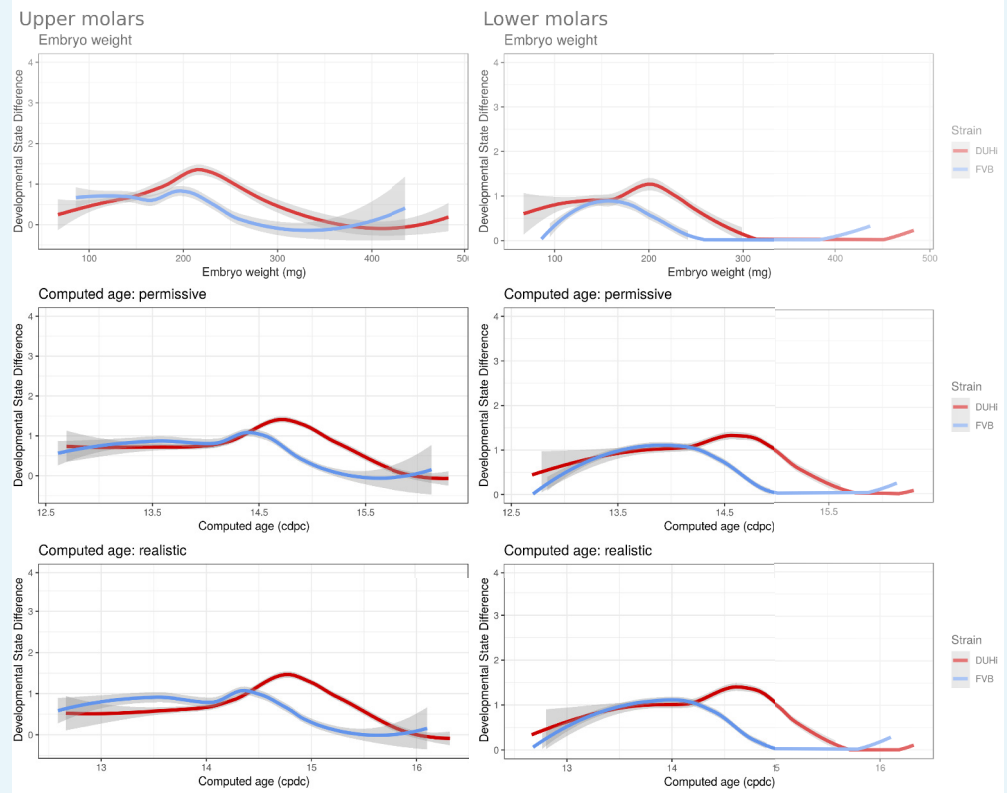 Upper molars
Embryo weight
Developmental State Difference
4
3
2
1
0
100
200
300
400
50
Embryo weight (mg)
Lower molars
Embryo weight
Developmental State Difference
4
3
2
1
0
100
200
300
400
500
Embryo weight (mg)
Strain
DUHi
FVB
Computed age: permissive
Developmental State Difference
4
3
2
1
0
12.5
13.5
14.5
15.5
Computed age (cdpc)
Computed age: permissive
Developmental State Difference
4
3
2
1
0
12.5
13.5
14.5
15.5
Computed age (cdpc)
Strain
DUHi
FVB
Computed age: realistic
Developmental State Difference
4
3
2
1
0
13
14
15
16
Computed age (cpdc)
Computed age: realistic
Developmental State Difference
4
3
2
1
0
13
14
15
16
Computed age (cpdc)
Strain
DUHi
FVB